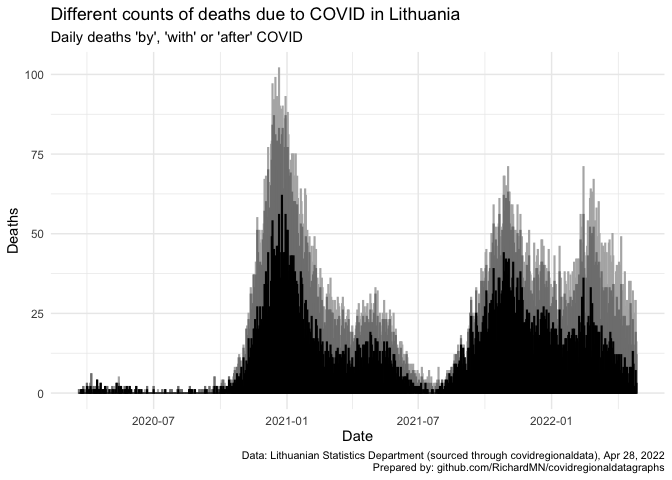 Different counts of deaths due to COVID in Lithuania
Daily deaths 'by', 'with' or 'after' COVID
100
75
50
25
0
Deaths
2020-07
2021-01
2021-07
2022-01
Date
Data: Lithuanian Statistics Department (sourced through covidregionaldata), Apr 28, 2022
Prepared by: github.com/RichardMN/covidregionaldatagraphs